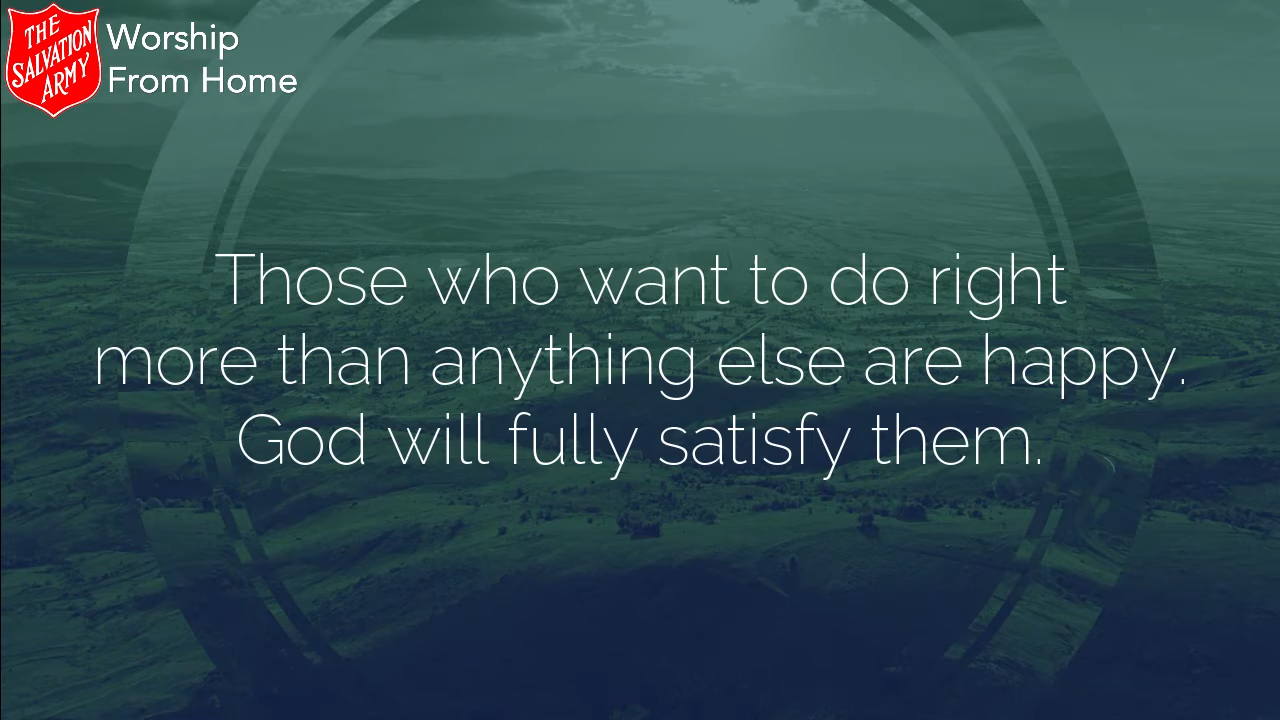 THE
SALVATION
ARMY
Worship
From Home
Those who want to do right
more than anything else are happy.
God will fully satisfy them.